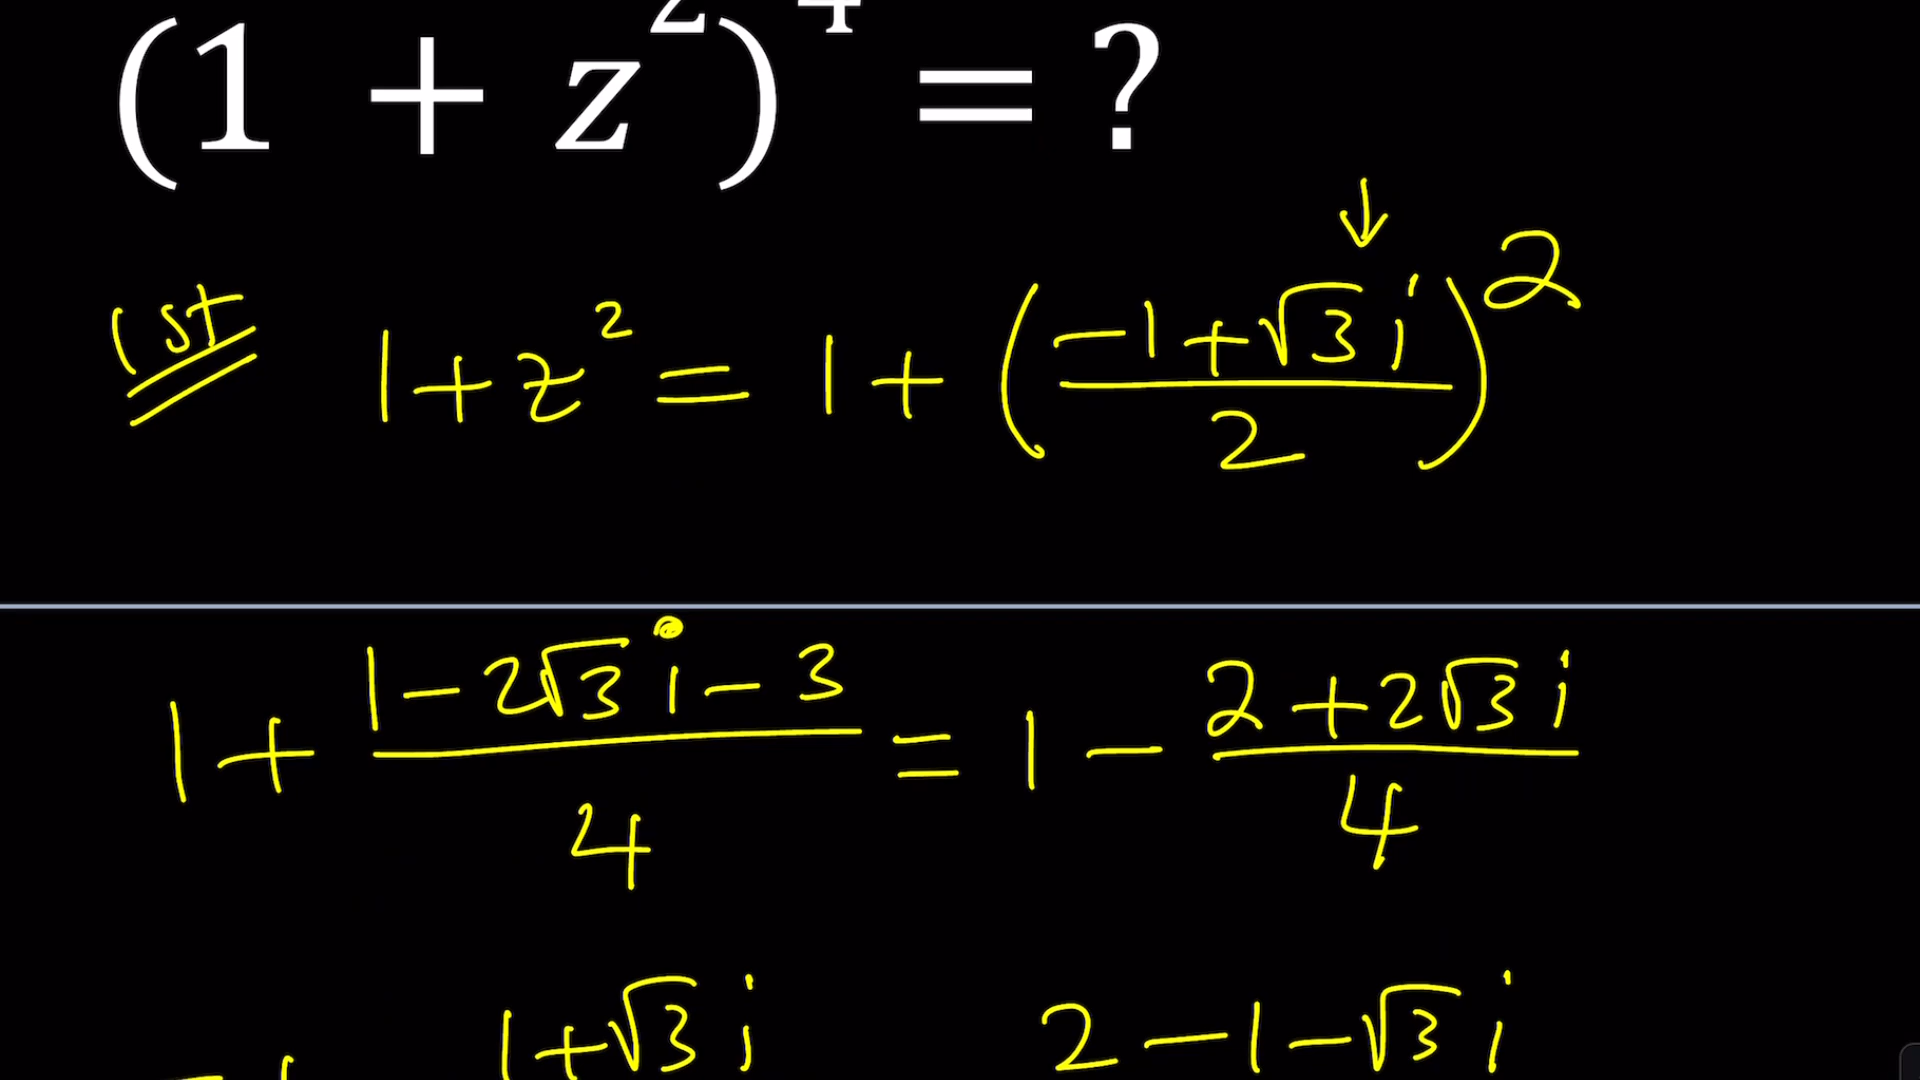 (1 + z²)⁴ = ?
1st 1+z² = 1+((-1+√3 i)/2)²
1+(1-2√3 i-3)/4 = 1-(2+2√3 i)/4
1+√3 i 2-1-√3 i